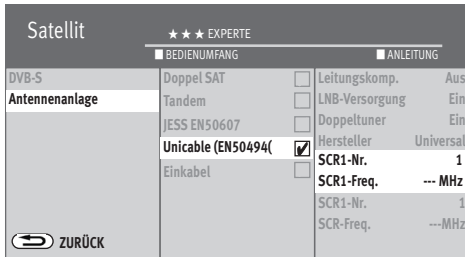 Satellit
★ ★ ★ EXPERTE
BEDIENUMFANG
ANLEITUNG
DVB-S
Antennenanlage
Doppel SAT
Tandem
JESS EN50607
Unicable (EN50494(
Einkabel
Leitungskomp. Aus
LNB-Versorgung Ein
Doppeltuner Ein
Hersteller Universal
SCR1-Nr. 1
SCR1-Freq. --- MHz
SCR1-Nr. 1
SCR-Freq. ---MHz
ZURÜCK